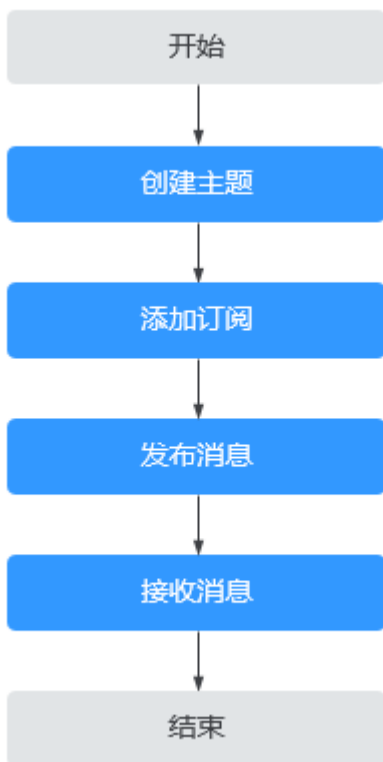 开始
创建主题
添加订阅
发布消息
接收消息
结束